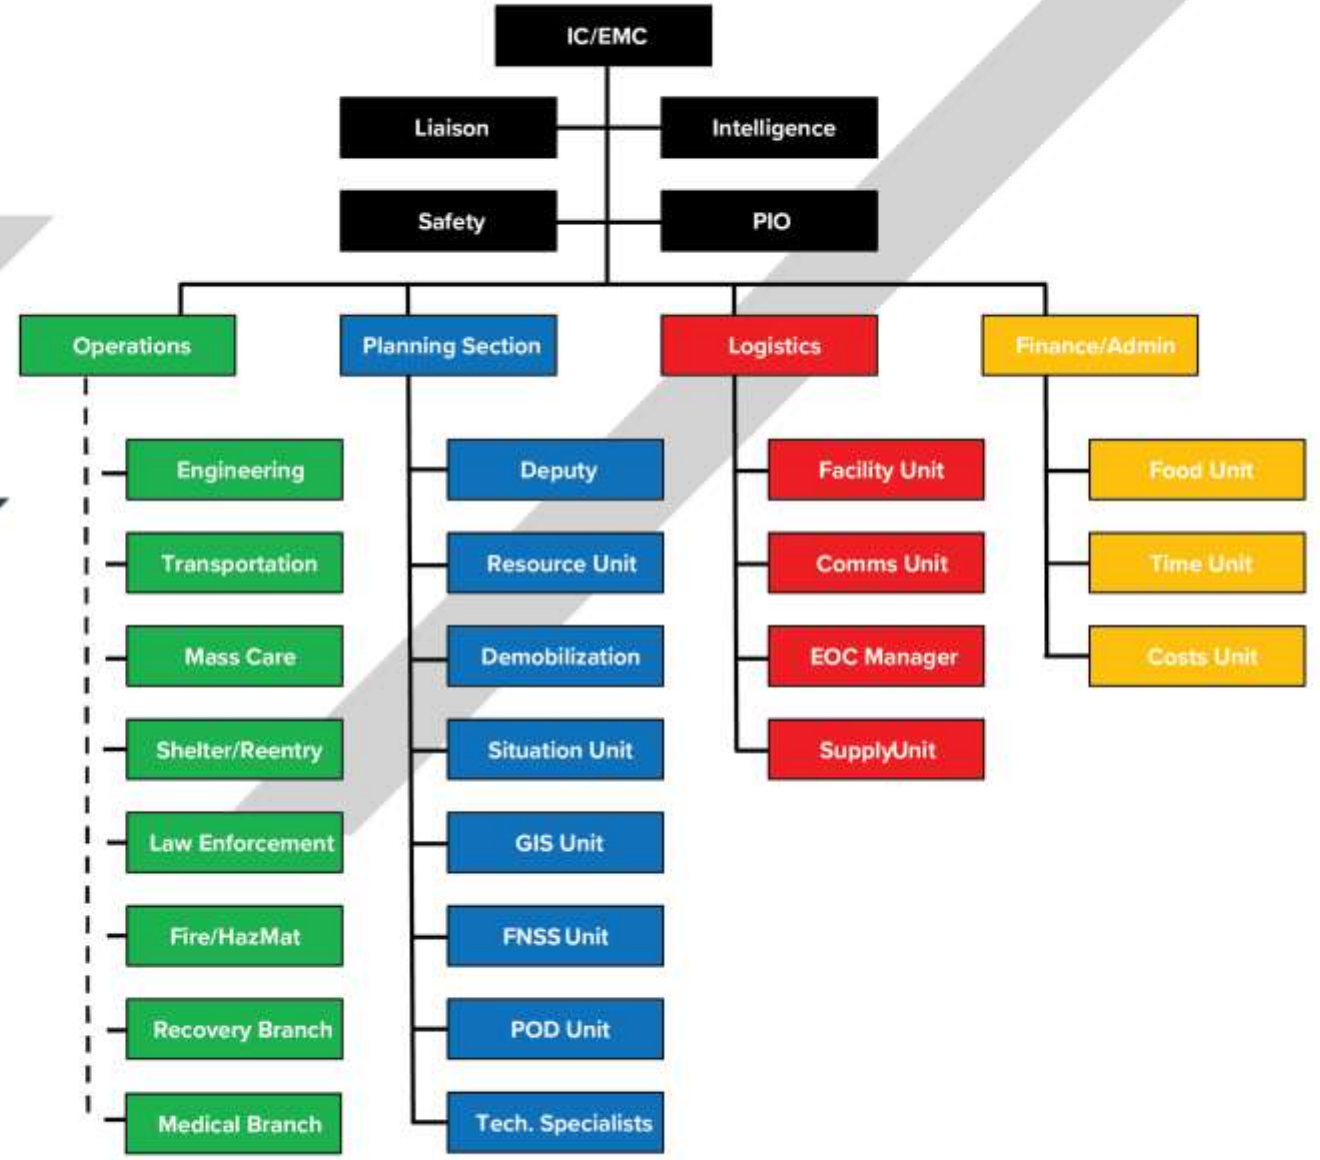 IC/EMC
Liaison
Intelligence
Safety
PIO
Operations
Planning Section
Logistics
Finance/Admin
Engineering
Deputy
Facility Unit
Food Unit
Transportation
Resource Unit
Comms Unit
Time Unit
Mass Care
Demobilization
EOC Manager
Costs Unit
Shelter/Reentry
Situation Unit
SupplyUnit
Law Enforcement
GIS Unit
Fire/HazMat
FNSS Unit
Recovery Branch
POD Unit
Medical Branch
Tech. Specialists